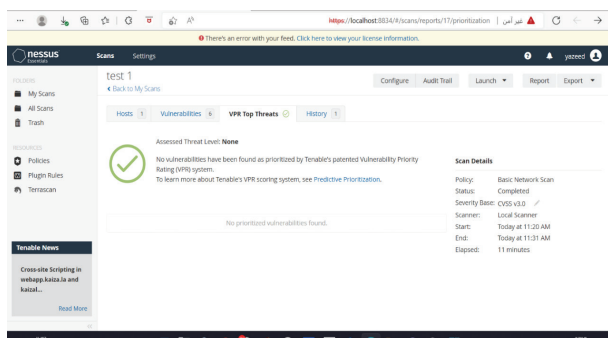 https://localhost:8834/#/scans/reports/17/prioritization | غير آمن
There's an error with your feed. Click here to view your license information.
nessus
Essentials
Scans
Settings
yazeed
FOLDERS
My Scans
All Scans
Trash
RESOURCES
Policies
Plugin Rules
Terrascan
Tenable News
Cross-site Scripting in
webapp.kaiza.la and
kaizal...
Read More
test 1
Back to My Scans
Configure
Audit Trail
Launch
Report
Export
Hosts 1
Vulnerabilities 6
VPR Top Threats
History 1
Assessed Threat Level: None
No vulnerabilities have been found as prioritized by Tenable's patented Vulnerability Priority
Rating (VPR) system.
To learn more about Tenable's VPR scoring system, see Predictive Prioritization.
No prioritized vulnerabilities found.
Scan Details
Policy: Basic Network Scan
Status: Completed
Severity Base: CVSS v3.0
Scanner: Local Scanner
Start: Today at 11:20 AM
End: Today at 11:31 AM
Elapsed: 11 minutes